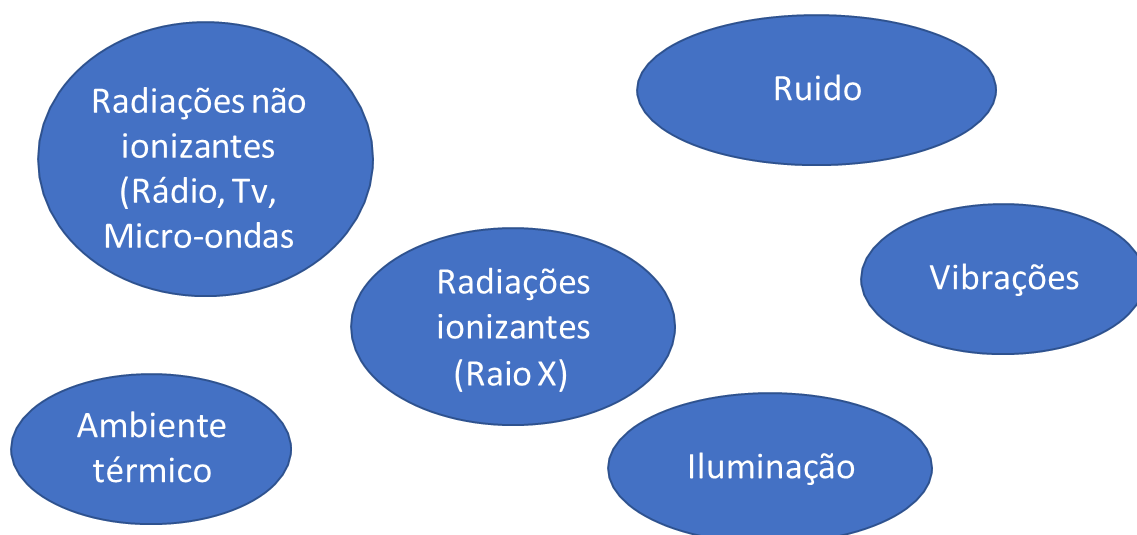 Radiações não
ionizantes
(Rádio, Tv,
Micro-ondas
Ruido
Vibrações
Radiações
ionizantes
(Raio X)
Ambiente
térmico
Iluminação